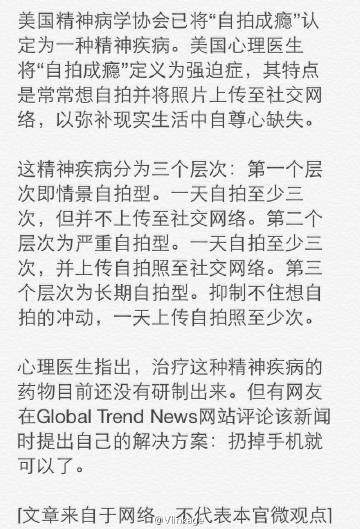 美国精神病学协会已将“自拍成瘾”认
定为一种精神疾病。美国心理医生
将“自拍成瘾”定义为强迫症，其特点
是常常想自拍并将照片上传至社交网
络，以弥补现实生活中自尊心缺失。
这精神疾病分为三个层次：第一个层
次即情景自拍型。一天自拍至少三
次，但并不上传至社交网络。第二个
层次为严重自拍型。一天自拍至少三
次，并上传自拍照至社交网络。第三
个层次为长期自拍型。抑制不住想自
拍的冲动，一天上传自拍照至少次。
心理医生指出，治疗这种精神疾病的
药物目前还没有研制出来。但有网友
在Global Trend News网站评论该新闻
时提出自己的解决方案：扔掉手机就
可以了。
[文章来自于网络。不代表本官微观点]